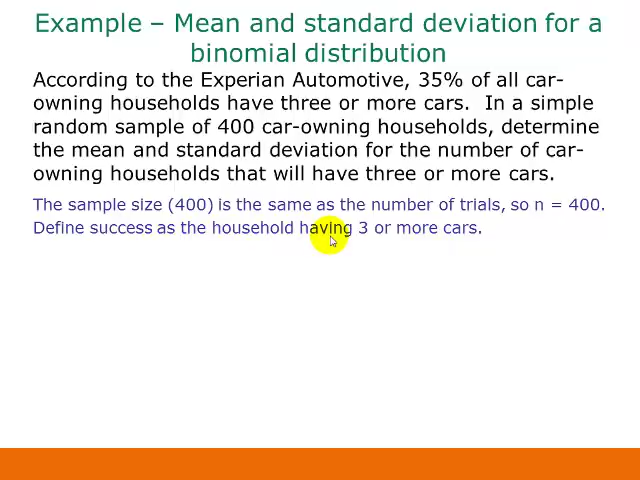 Example – Mean and standard deviation for a
binomial distribution
According to the Experian Automotive, 35% of all car-
owning households have three or more cars.  In a simple
random sample of 400 car-owning households, determine
the mean and standard deviation for the number of car-
owning households that will have three or more cars.
The sample size (400) is the same as the number of trials, so n = 400.
Define success as the household having 3 or more cars.